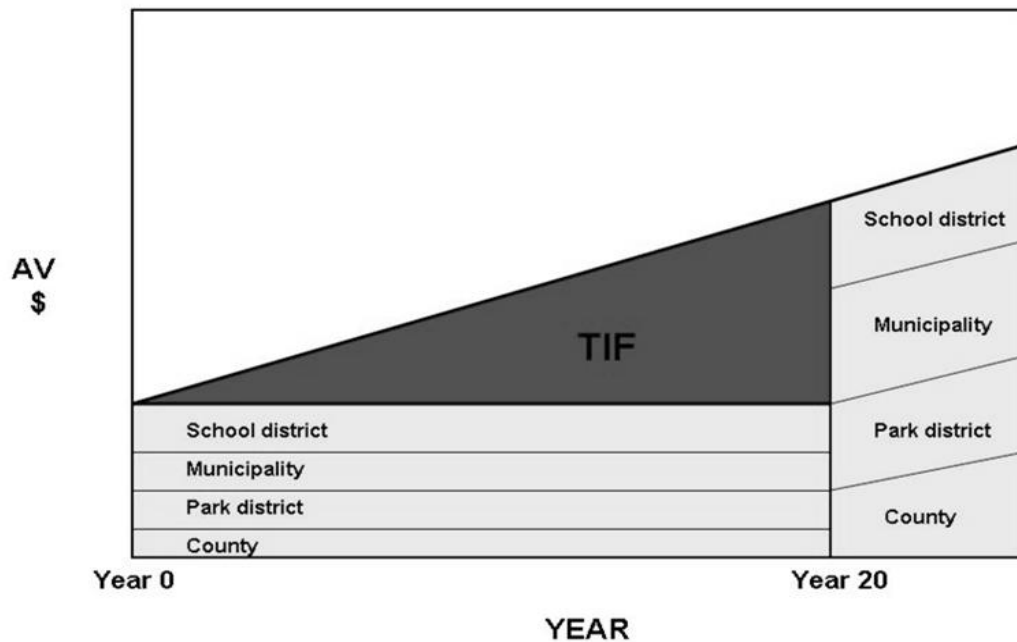 School district
AV
$
Municipality
TIF
School district
Park district
Municipality
Park district
County
County
Year 0
Year 20
YEAR